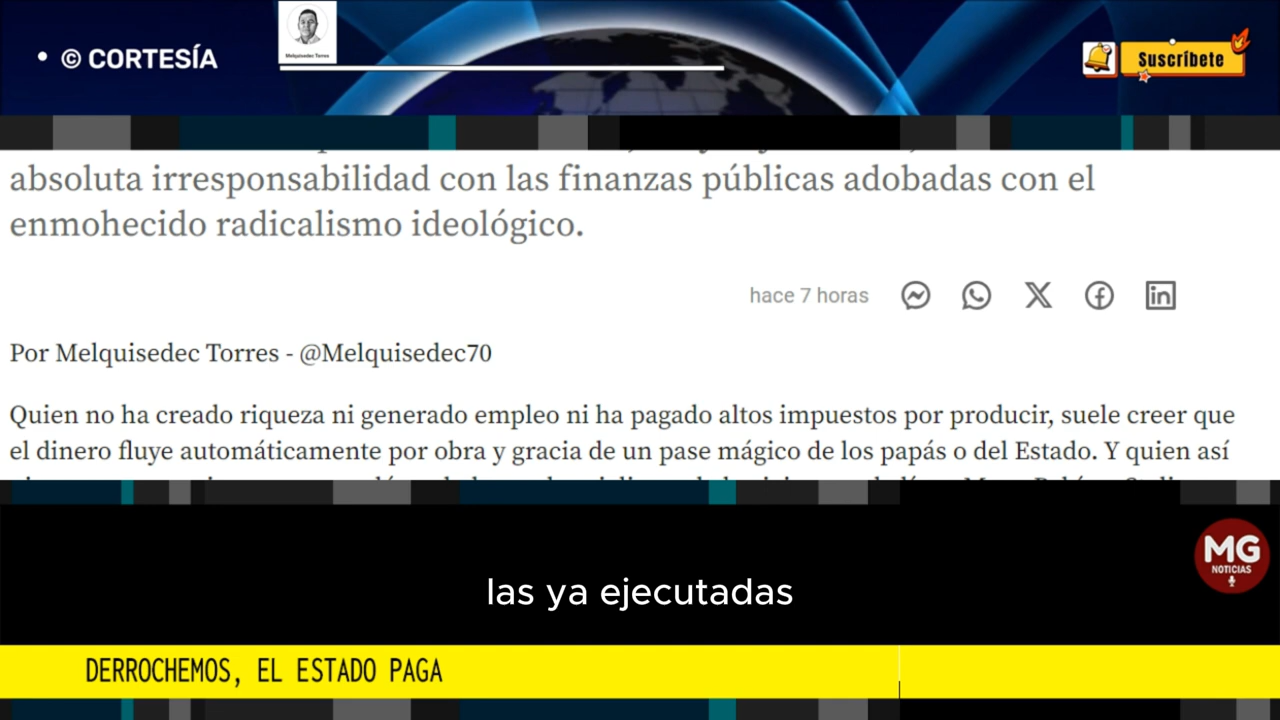 • © CORTESÍA
Melquisedec Torres
Suscríbete
absoluta irresponsabilidad con las finanzas públicas adobadas con el
enmohecido radicalismo ideológico.
hace 7 horas
Por Melquisedec Torres - @Melquisedec70
Quien no ha creado riqueza ni generado empleo ni ha pagado altos impuestos por producir, suele creer que
el dinero fluye automáticamente por obra y gracia de un pase mágico de los papás o del Estado. Y quien así
MG
NOTICIAS
las ya ejecutadas
DERROCHEMOS, EL ESTADO PAGA